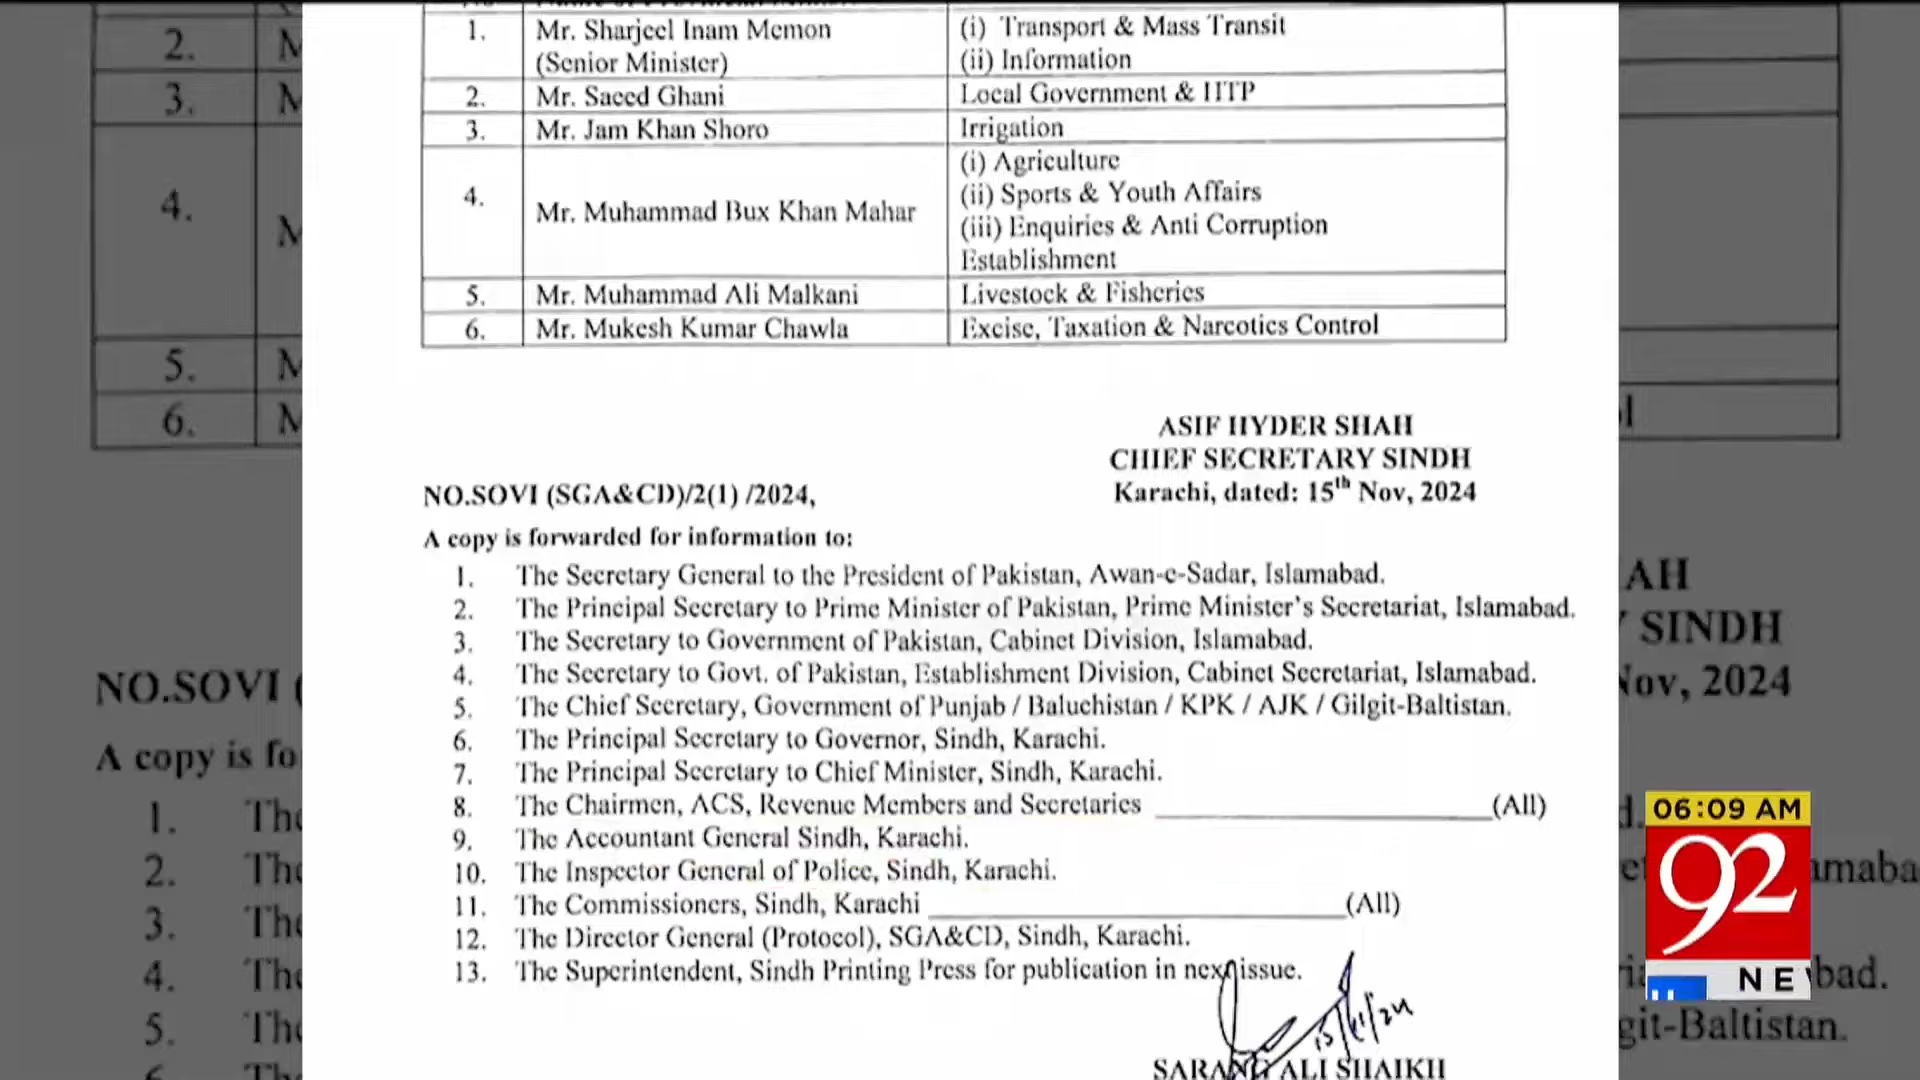 1. Mr. Sharjeel Inam Memon (i) Transport & Mass Transit
(Senior Minister) (ii) Information
2. Mr. Saeed Ghani Local Government & HTP
3. Mr. Jam Khan Shoro Irrigation
4. Mr. Muhammad Bux Khan Mahar (i) Agriculture
(ii) Sports & Youth Affairs
(iii) Enquiries & Anti Corruption
Establishment
5. Mr. Muhammad Ali Malkani Livestock & Fisheries
6. Mr. Mukesh Kumar Chawla Excise, Taxation & Narcotics Control
ASIF HYDER SHAH
CHIEF SECRETARY SINDH
NO.SOVI (SGA&CD)/2(1) /2024, Karachi, dated: 15th Nov, 2024
A copy is forwarded for information to:
1. The Secretary General to the President of Pakistan, Awan-e-Sadar, Islamabad.
2. The Principal Secretary to Prime Minister of Pakistan, Prime Minister's Secretariat, Islamabad.
3. The Secretary to Government of Pakistan, Cabinet Division, Islamabad.
4. The Secretary to Govt. of Pakistan, Establishment Division, Cabinet Secretariat, Islamabad.
5. The Chief Secretary, Government of Punjab / Baluchistan / KPK / AJK / Gilgit-Baltistan.
6. The Principal Secretary to Governor, Sindh, Karachi.
7. The Principal Secretary to Chief Minister, Sindh, Karachi.
8. The Chairmen, ACS, Revenue Members and Secretaries (All)
9. The Accountant General Sindh, Karachi.
10. The Inspector General of Police, Sindh, Karachi.
11. The Commissioners, Sindh, Karachi (All)
12. The Director General (Protocol), SGA&CD, Sindh, Karachi.
13. The Superintendent, Sindh Printing Press for publication in next issue.
15/11/24
SARANG ALI SHAIKH
06:09 AM
92
NE